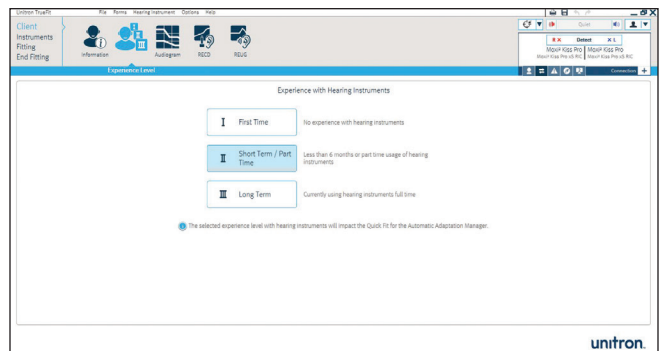 Unitron TrueFit
File Forms Hearing Instrument Options Help
Client
Instruments
Fitting
End Fitting
Information
Audiogram
RECD
REUG
Experience Level
Quiet
R X Detect X L
Moxi² Kiss Pro Moxi² Kiss Pro
Connection +
Experience with Hearing Instruments
I First Time
No experience with hearing instruments
II Short Term / Part
Time
Less than 6 months or part time usage of hearing
instruments
III Long Term
Currently using hearing instruments full time
The selected experience level with hearing instruments will impact the Quick Fit for the Automatic Adaptation Manager.
unitron.